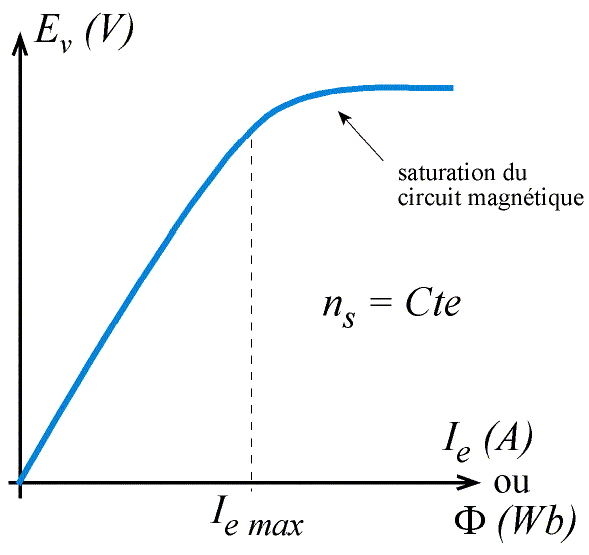 E_v (V)
saturation du
circuit magnétique
n_s = Cte
I_e (A)
ou
Φ (Wb)
I_e max